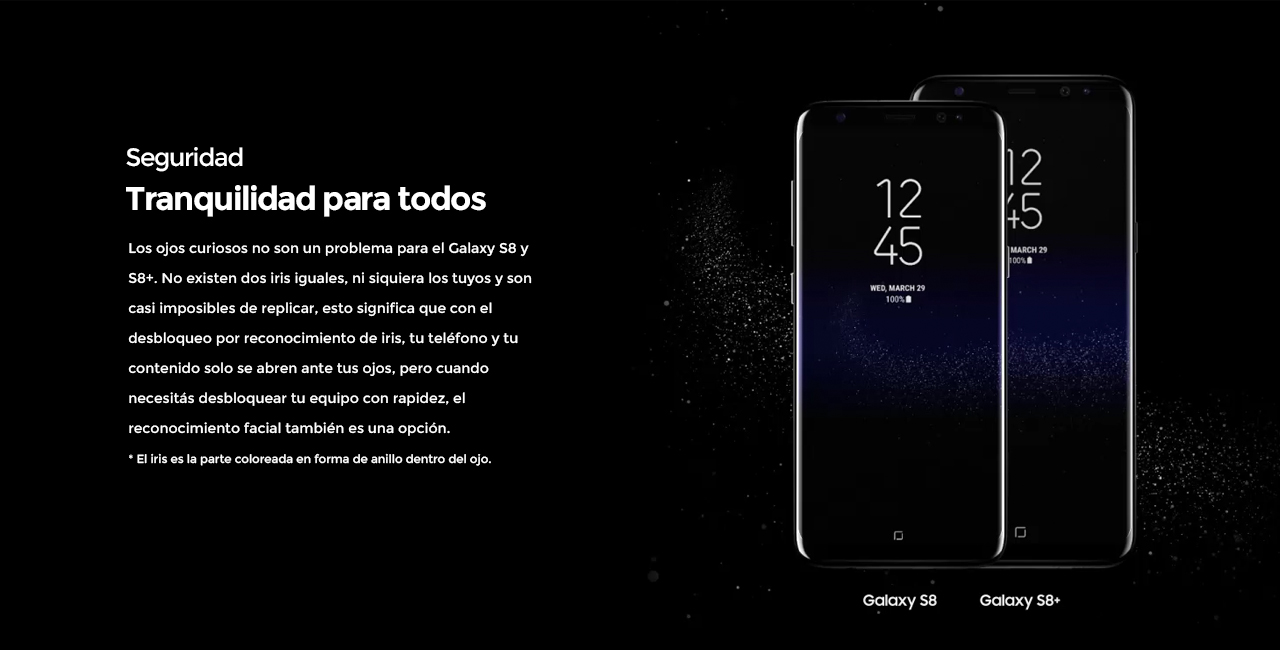 Seguridad
Tranquilidad para todos
Los ojos curiosos no son un problema para el Galaxy S8 y
S8+. No existen dos iris iguales, ni siquiera los tuyos y son
casi imposibles de replicar, esto significa que con el
desbloqueo por reconocimiento de iris, tu teléfono y tu
contenido solo se abren ante tus ojos, pero cuando
necesitás desbloquear tu equipo con rapidez, el
reconocimiento facial también es una opción.
* El iris es la parte coloreada en forma de anillo dentro del ojo.
12
45
WED, MARCH 29
100%
12
45
MARCH 29
100%
Galaxy S8
Galaxy S8+